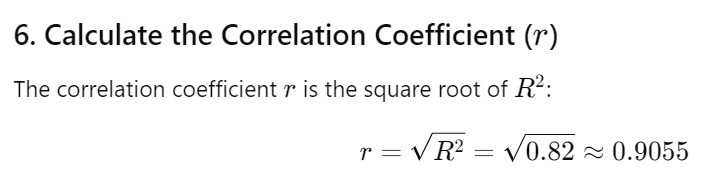 6. Calculate the Correlation Coefficient (r)
The correlation coefficient r is the square root of R²:
r = √R² = √0.82 ≈ 0.9055